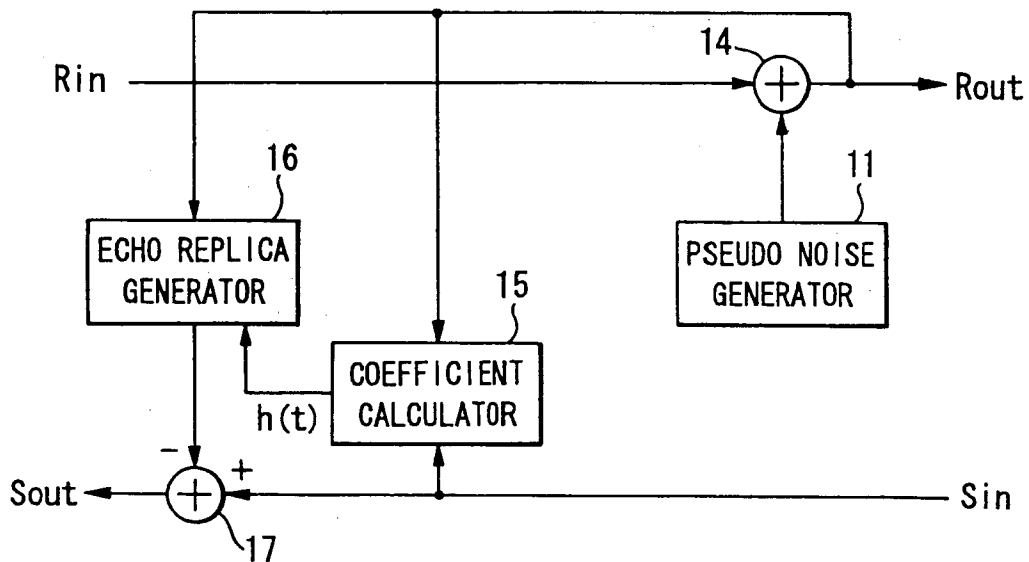 14
Rin
Rout
16
11
ECHO REPLICA
GENERATOR
PSEUDO NOISE
GENERATOR
15
COEFFICIENT
CALCULATOR
h(t)
-
+
Sout
Sin
17